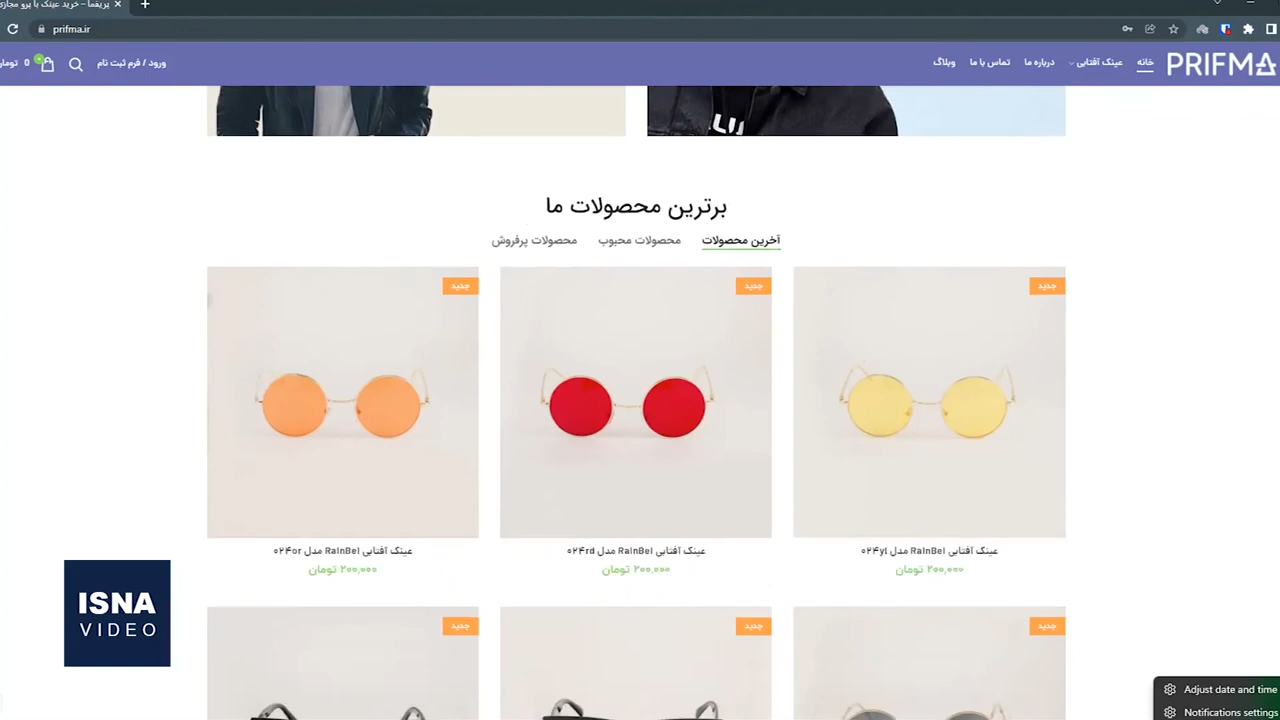 پریفما – خرید عینک با پرو مجازی
prifma.ir
PRIFMA
خانه
عینک آفتابی
درباره ما
تماس با ما
وبلاگ
ورود / فرم ثبت نام
0
0 تومان
برترین محصولات ما
آخرین محصولات
محصولات محبوب
محصولات پرفروش
جدید
جدید
جدید
عینک آفتابی RainBel مدل ۰۲۴yl
۲۰۰,۰۰۰ تومان
عینک آفتابی RainBel مدل ۰۲۴rd
۲۰۰,۰۰۰ تومان
عینک آفتابی RainBel مدل ۰۲۴or
۲۰۰,۰۰۰ تومان
جدید
جدید
جدید
ISNA
VIDEO
Adjust date and time
Notifications settings